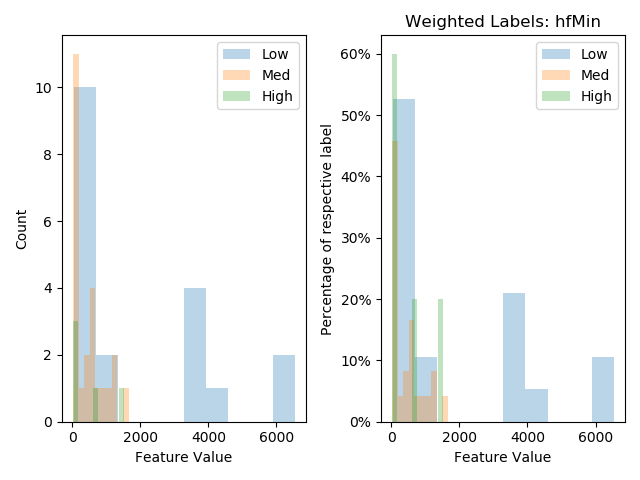 Weighted Labels: hfMin
Low
Med
High
Low
Med
High
Count
Percentage of respective label
0
2
4
6
8
10
0%
10%
20%
30%
40%
50%
60%
0 2000 4000 6000
0 2000 4000 6000
Feature Value
Feature Value